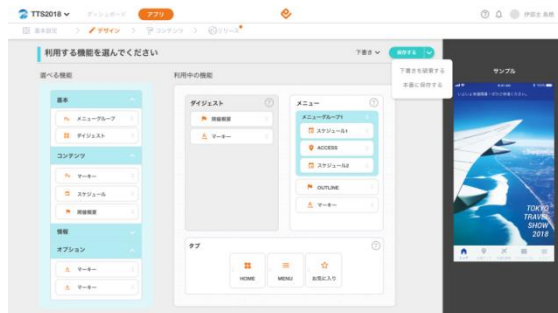 TTS2018
ダッシュボード
アプリ
基本設定
デザイン
コンテンツ
リリース
利用する機能を選んでください
下書き
保存する
下書きを破棄する
本番に保存する
選べる機能
利用中の機能
基本
メニューグループ
ダイジェスト
コンテンツ
マーキー
スケジュール
開催概要
情報
オプション
マーキー
マーキー
ダイジェスト
開催概要
マーキー
メニュー
メニューグループ1
スケジュール1
ACCESS
スケジュール2
OUTLINE
マーキー
タブ
HOME
MENU
お気に入り
サンプル
TOKYO
TRAVEL
SHOW
2018